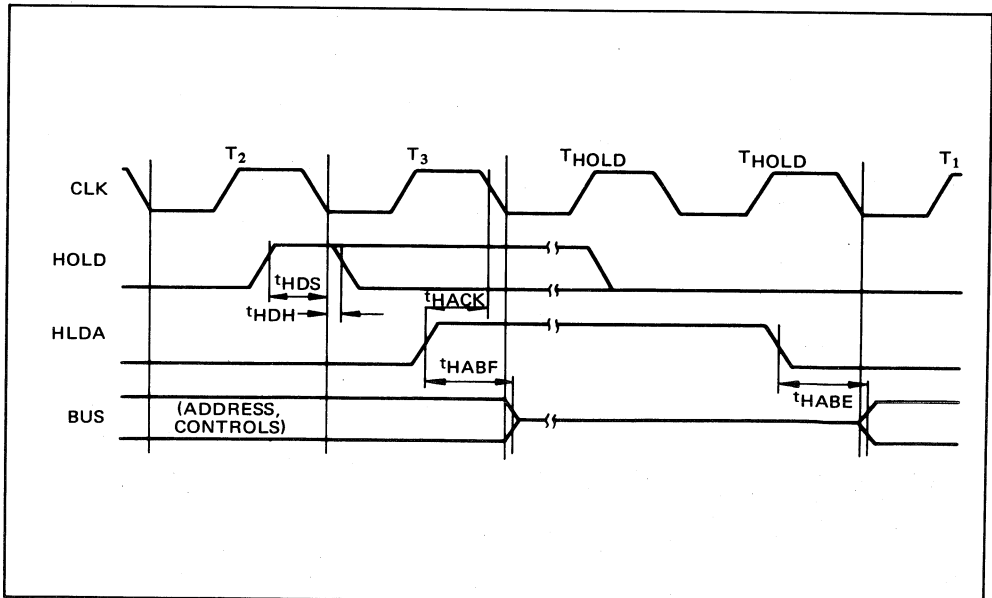 T2 T3 THOLD THOLD T1
CLK
HOLD
tHDS
tHACK
tHDH
HLDA
tHABF
tHABE
BUS
(ADDRESS,
CONTROLS)